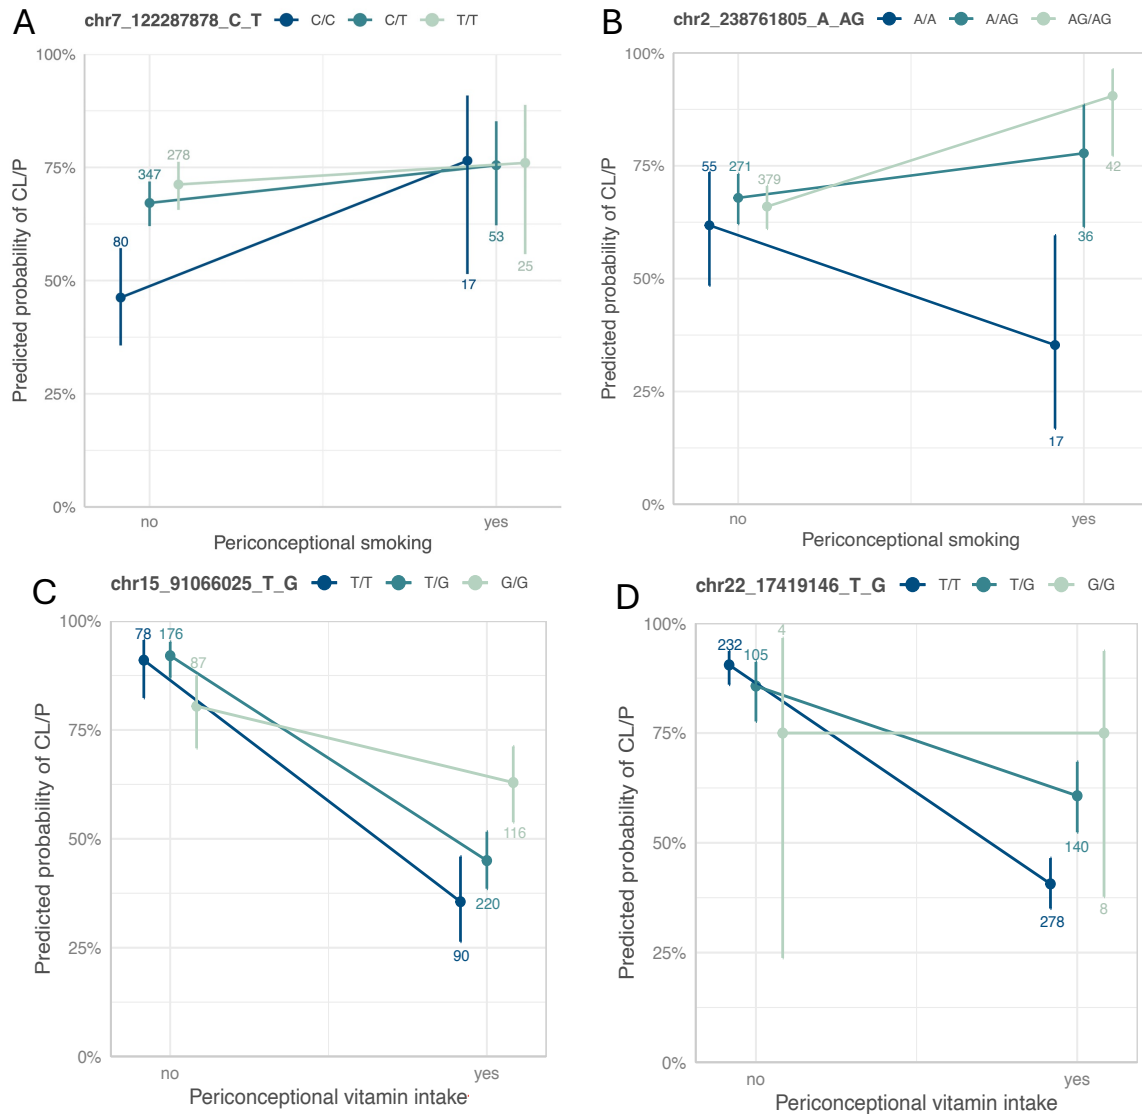 A chr7_122287878_C_T C/C C/T T/T
Predicted probability of CL/P
100%
75%
50%
25%
0%
80
347
278
17
53
25
no yes
Periconceptional smoking
B chr2_238761805_A_AG A/A A/AG AG/AG
Predicted probability of CL/P
100%
75%
50%
25%
0%
55
271
379
17
36
42
no yes
Periconceptional smoking
C chr15_91066025_T_G T/T T/G G/G
Predicted probability of CL/P
100%
75%
50%
25%
0%
78
176
87
90
220
116
no yes
Periconceptional vitamin intake
D chr22_17419146_T_G T/T T/G G/G
Predicted probability of CL/P
100%
75%
50%
25%
0%
232
105
4
278
140
8
no yes
Periconceptional vitamin intake